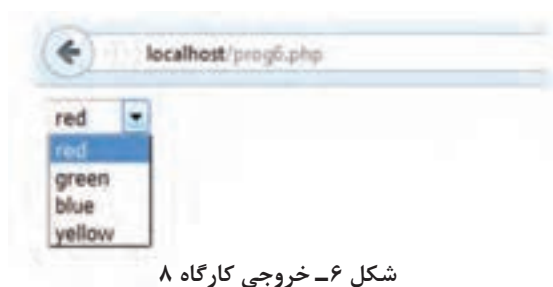 localhost/prog6.php
red
red
green
blue
yellow
شکل ۶ـ خروجی کارگاه ۸